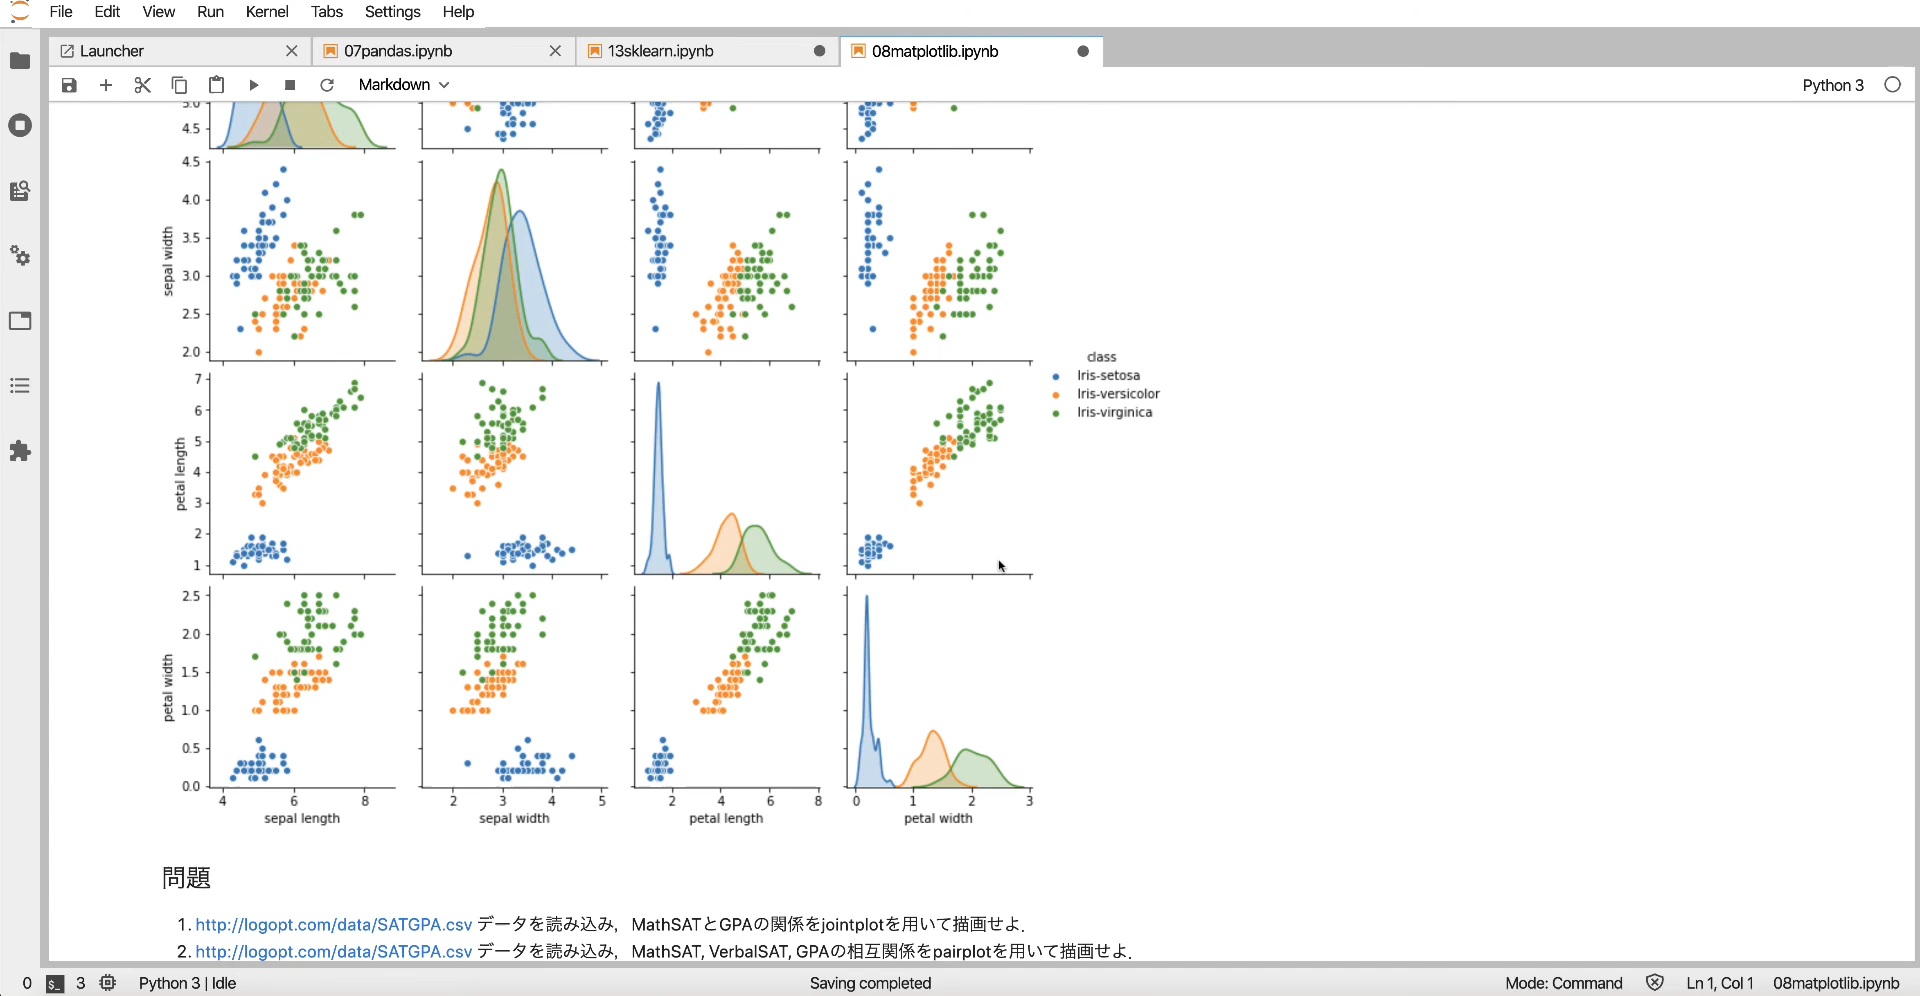 File Edit View Run Kernel Tabs Settings Help
Launcher 07pandas.ipynb 13sklearn.ipynb 08matplotlib.ipynb
Markdown Python 3
5.0
4.5
4.5
4.0
3.5
3.0
2.5
2.0
sepal width
class
Iris-setosa
Iris-versicolor
Iris-virginica
7
6
5
4
3
2
1
petal length
2.5
2.0
1.5
1.0
0.5
0.0
petal width
4 6 8 2 3 4 5 2 4 6 8 0 1 2 3
sepal length sepal width petal length petal width
問題
1. http://logopt.com/data/SATGPA.csv データを読み込み，MathSATとGPAの関係をjointplotを用いて描画せよ．
2. http://logopt.com/data/SATGPA.csv データを読み込み，MathSAT, VerbalSAT, GPAの相互関係をpairplotを用いて描画せよ．
0 $_ 3 Python 3 | Idle Saving completed Mode: Command Ln 1, Col 1 08matplotlib.ipynb